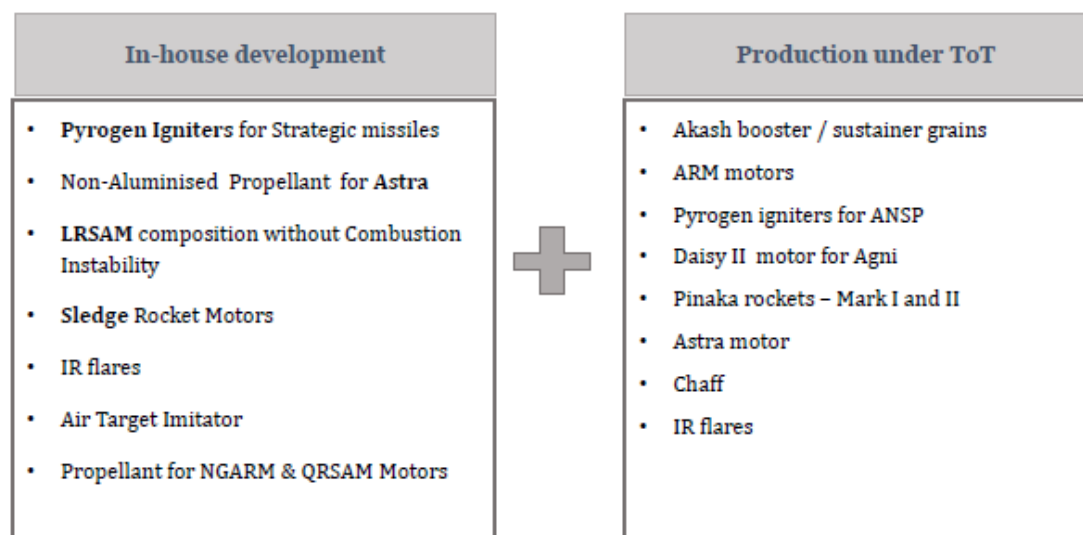 In-house development
• Pyrogen Igniters for Strategic missiles
• Non-Aluminised Propellant for Astra
• LRSAM composition without Combustion
Instability
• Sledge Rocket Motors
• IR flares
• Air Target Imitator
• Propellant for NGARM & QRSAM Motors
Production under ToT
• Akash booster / sustainer grains
• ARM motors
• Pyrogen igniters for ANSP
• Daisy II motor for Agni
• Pinaka rockets – Mark I and II
• Astra motor
• Chaff
• IR flares